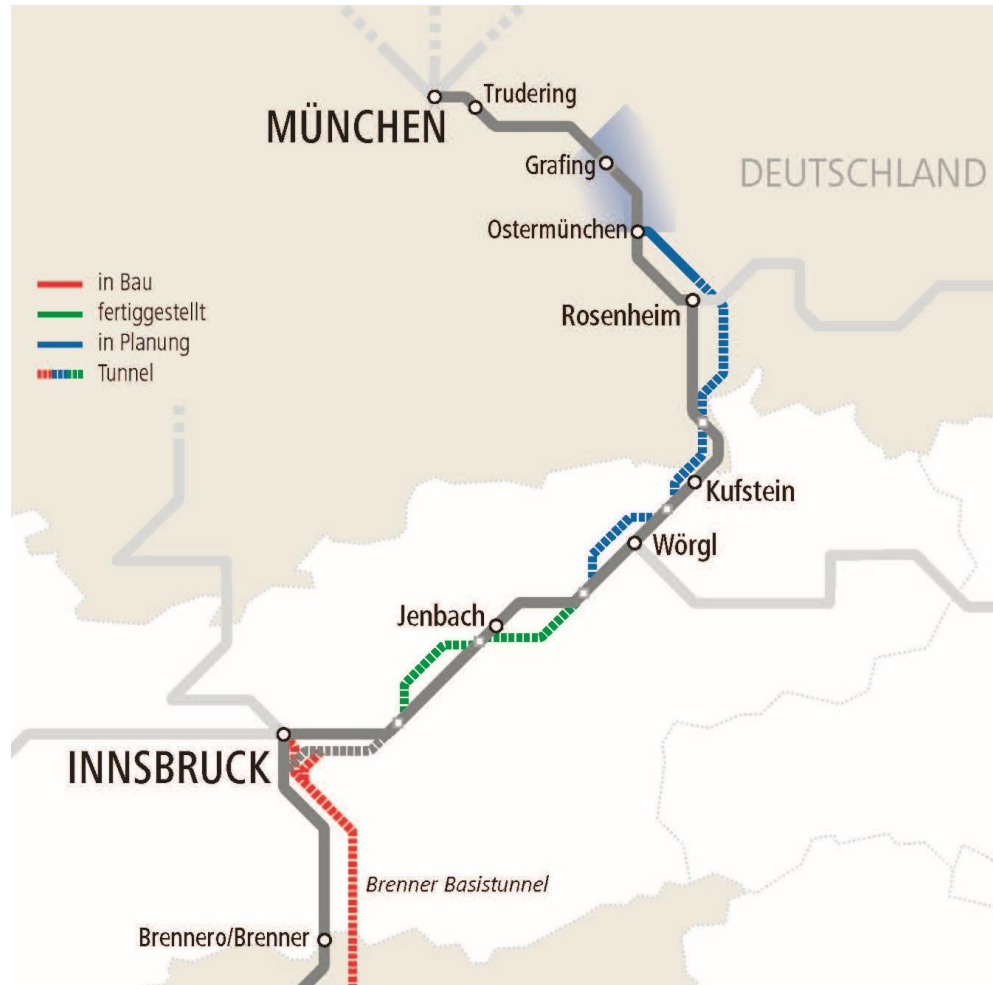 Trudering
MÜNCHEN
Grafing
DEUTSCHLAND
Ostermünchen
in Bau
fertiggestellt
in Planung
Tunnel
Rosenheim
Kufstein
Wörgl
Jenbach
INNSBRUCK
Brenner Basistunnel
Brennero/Brenner